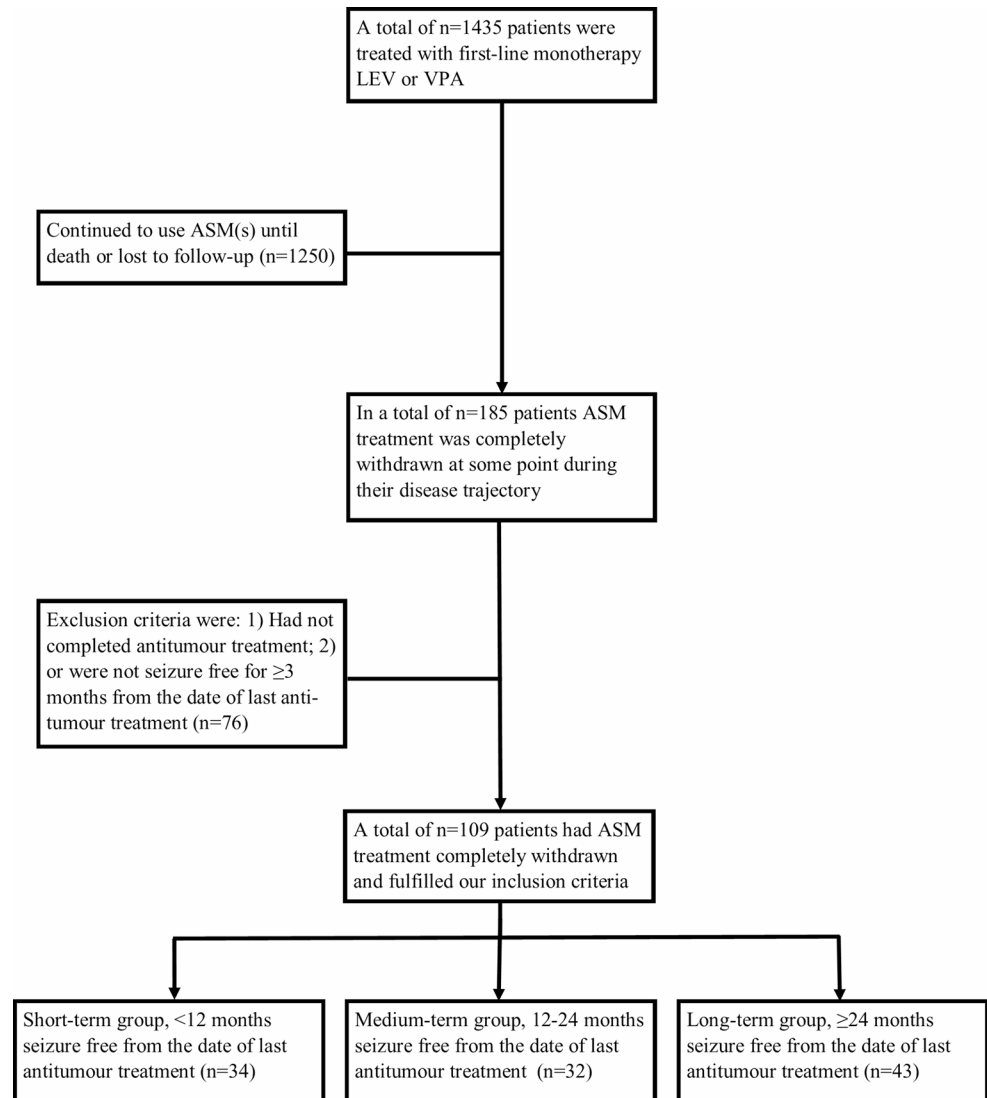 A total of n=1435 patients were
treated with first-line monotherapy
LEV or VPA
Continued to use ASM(s) until
death or lost to follow-up (n=1250)
In a total of n=185 patients ASM
treatment was completely
withdrawn at some point during
their disease trajectory
Exclusion criteria were: 1) Had not
completed antitumour treatment; 2)
or were not seizure free for ≥3
months from the date of last anti-
tumour treatment (n=76)
A total of n=109 patients had ASM
treatment completely withdrawn
and fulfilled our inclusion criteria
Short-term group, <12 months
seizure free from the date of last
antitumour treatment (n=34)
Medium-term group, 12-24 months
seizure free from the date of last
antitumour treatment (n=32)
Long-term group, ≥24 months
seizure free from the date of last
antitumour treatment (n=43)